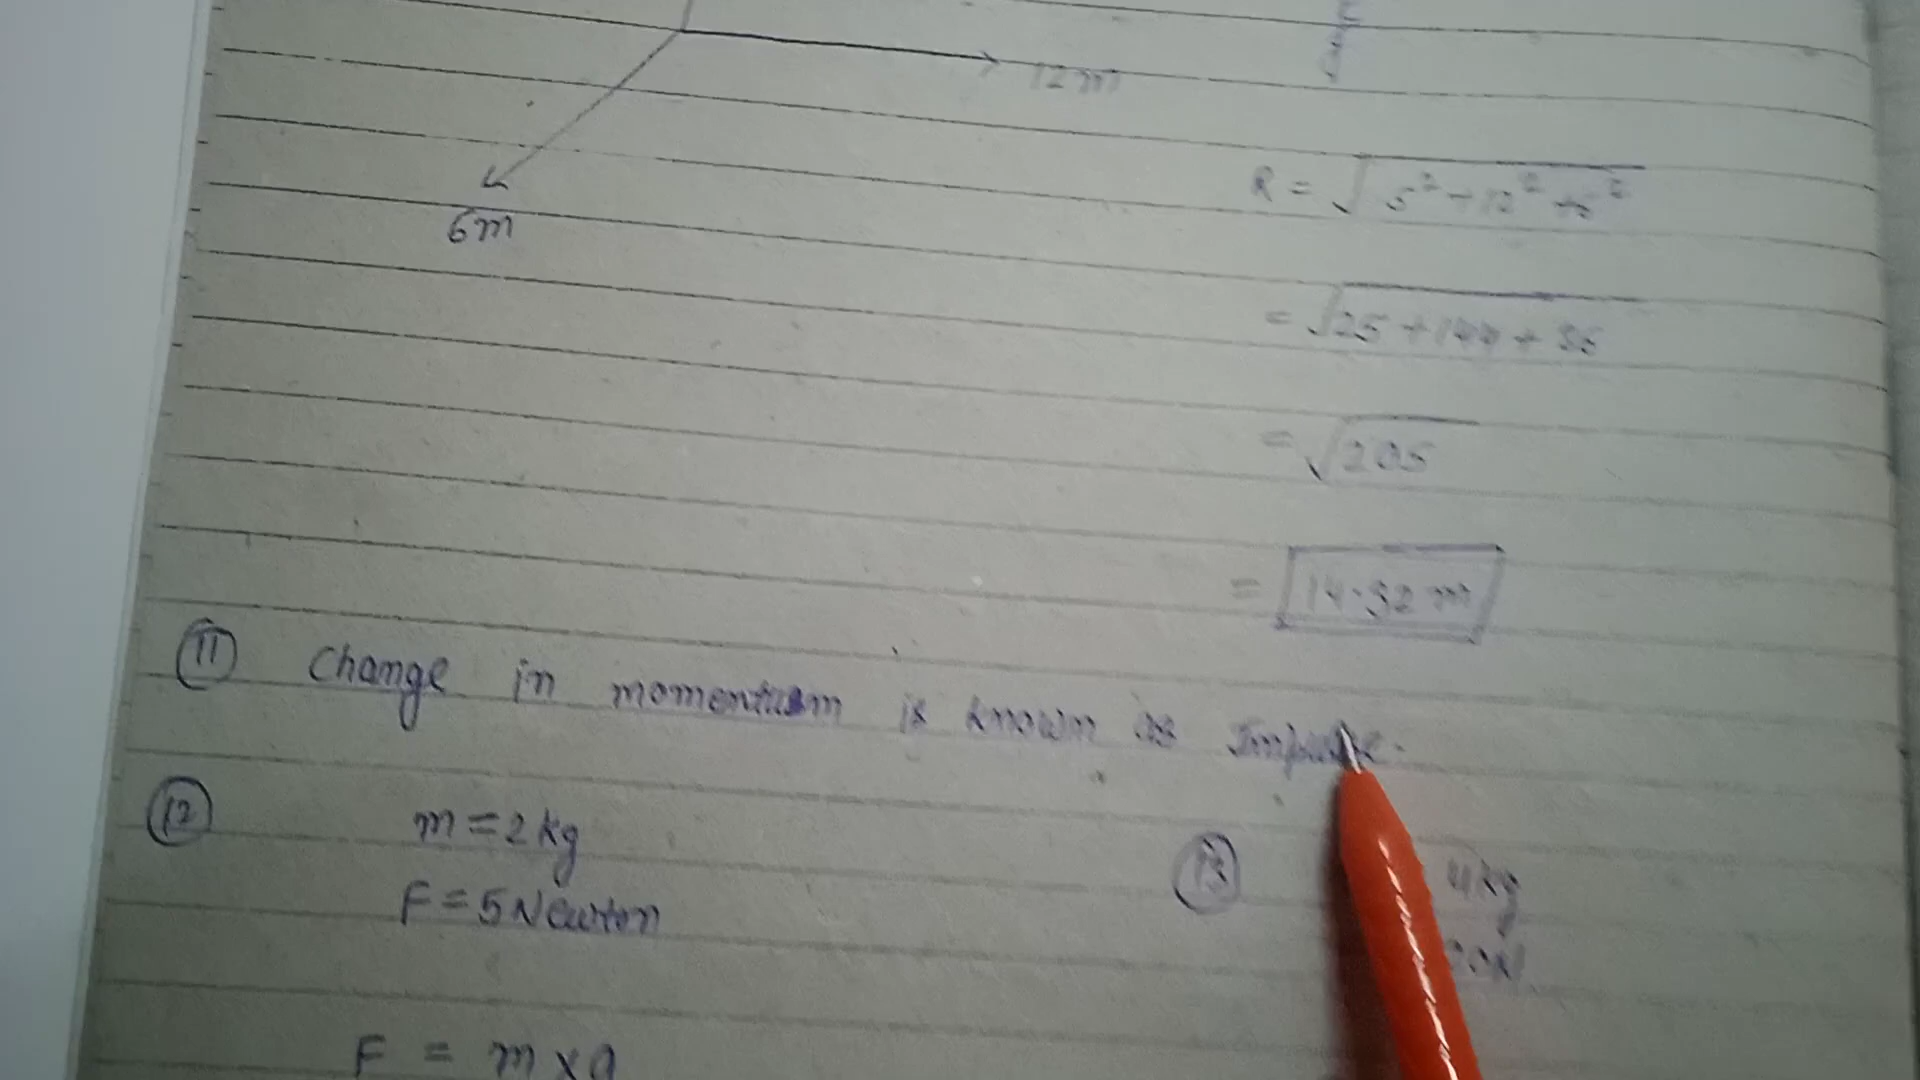 12m
6m
R = √5² + 12² + 6²
= √25 + 144 + 36
= √205
= 14.32 m
11 Change in momentum is known as Impulse.
12 m = 2 kg
F = 5 Newton
13 4kg
F = m x a